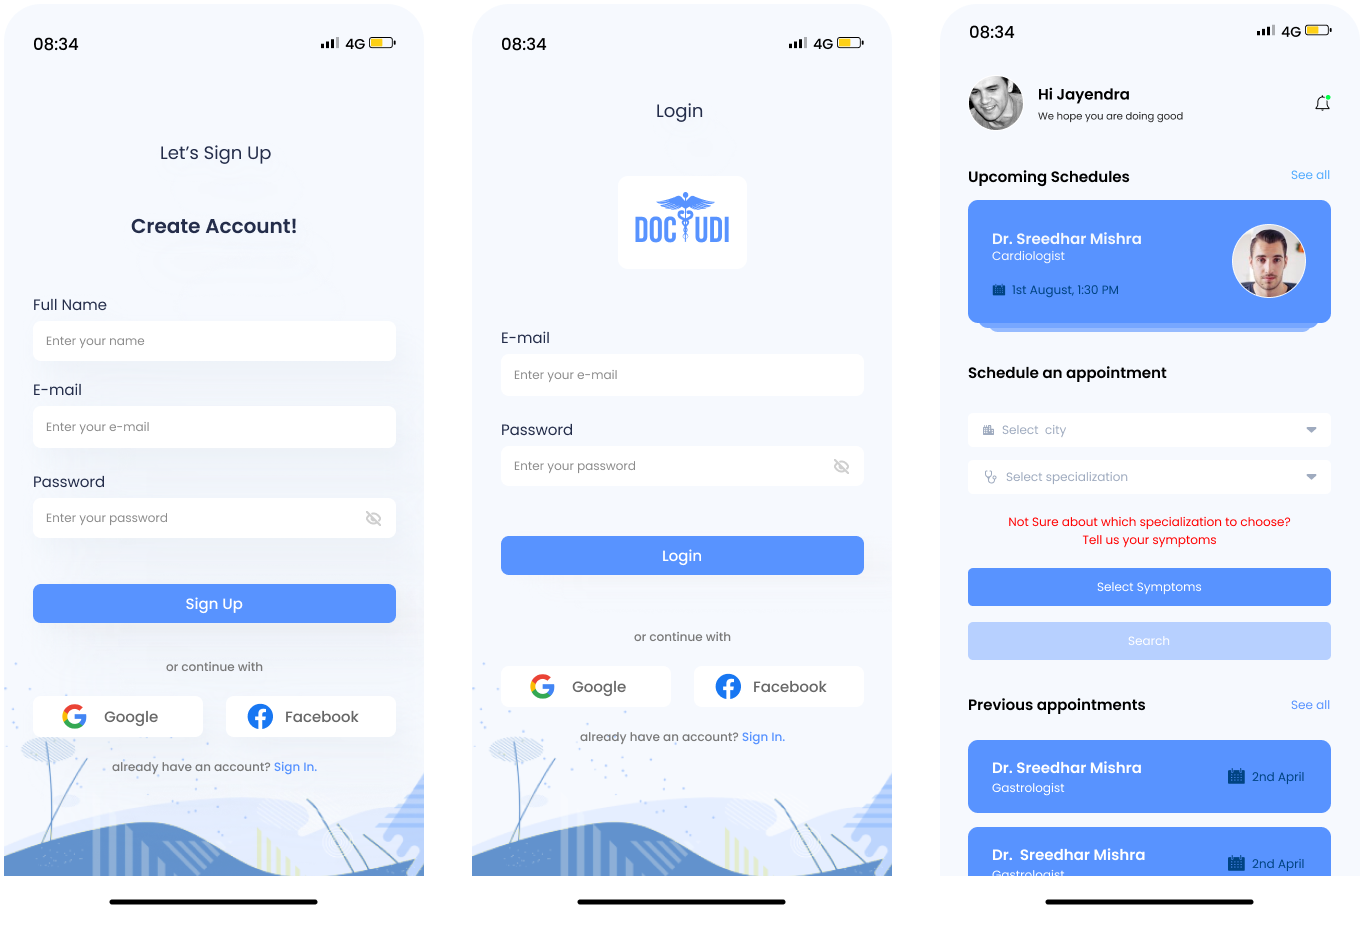 08:34
4G
Let's Sign Up
Create Account!
Full Name
Enter your name
E-mail
Enter your e-mail
Password
Enter your password
Sign Up
or continue with
Google
Facebook
already have an account? Sign In.
08:34
4G
Login
DOCTUDI
E-mail
Enter your e-mail
Password
Enter your password
Login
or continue with
Google
Facebook
already have an account? Sign In.
08:34
4G
Hi Jayendra
We hope you are doing good
Upcoming Schedules
See all
Dr. Sreedhar Mishra
Cardiologist
1st August, 1:30 PM
Schedule an appointment
Select  city
Select specialization
Not Sure about which specialization to choose?
Tell us your symptoms
Select Symptoms
Search
Previous appointments
See all
Dr. Sreedhar Mishra
Gastrologist
2nd April
Dr.  Sreedhar Mishra
Gastrologist
2nd April